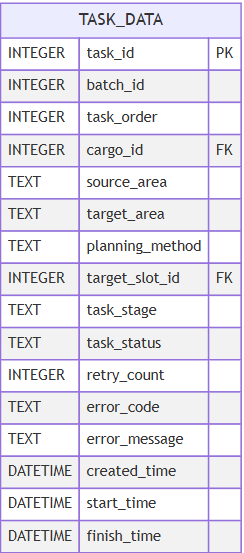 TASK_DATA
INTEGER task_id PK
INTEGER batch_id
INTEGER task_order
INTEGER cargo_id FK
TEXT source_area
TEXT target_area
TEXT planning_method
INTEGER target_slot_id FK
TEXT task_stage
TEXT task_status
INTEGER retry_count
TEXT error_code
TEXT error_message
DATETIME created_time
DATETIME start_time
DATETIME finish_time